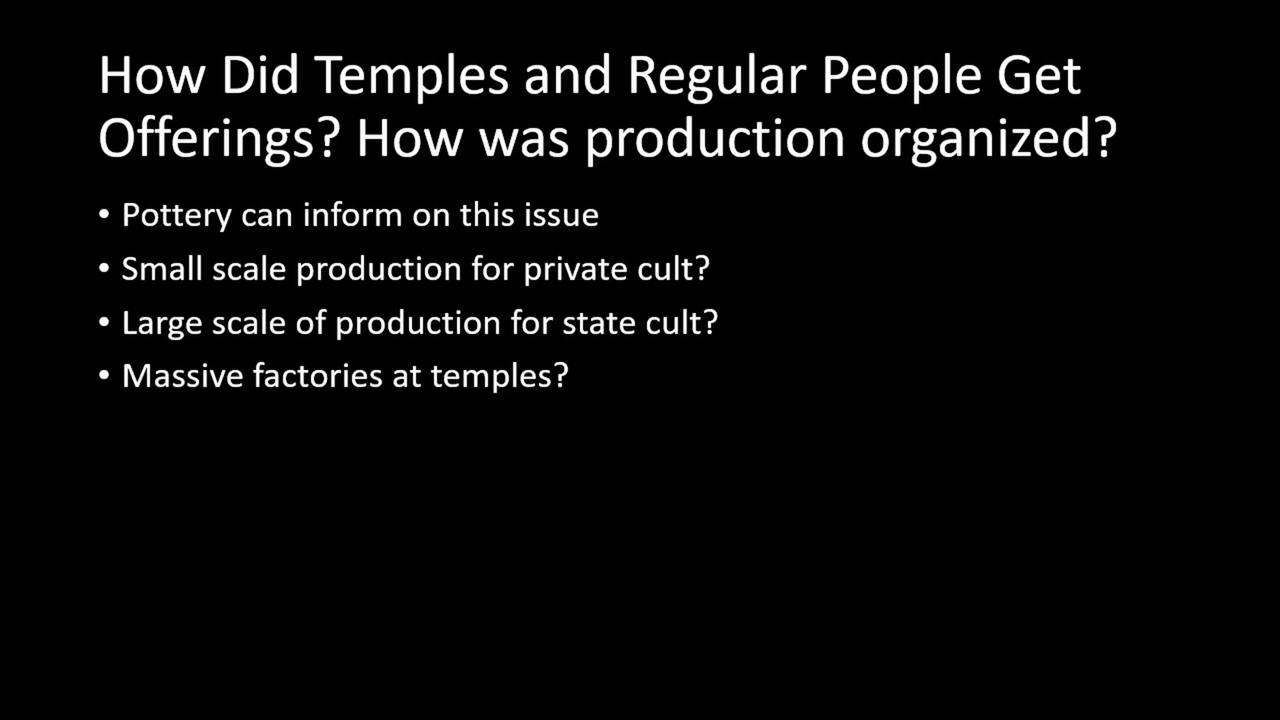 How Did Temples and Regular People Get
Offerings? How was production organized?
• Pottery can inform on this issue
• Small scale production for private cult?
• Large scale of production for state cult?
• Massive factories at temples?